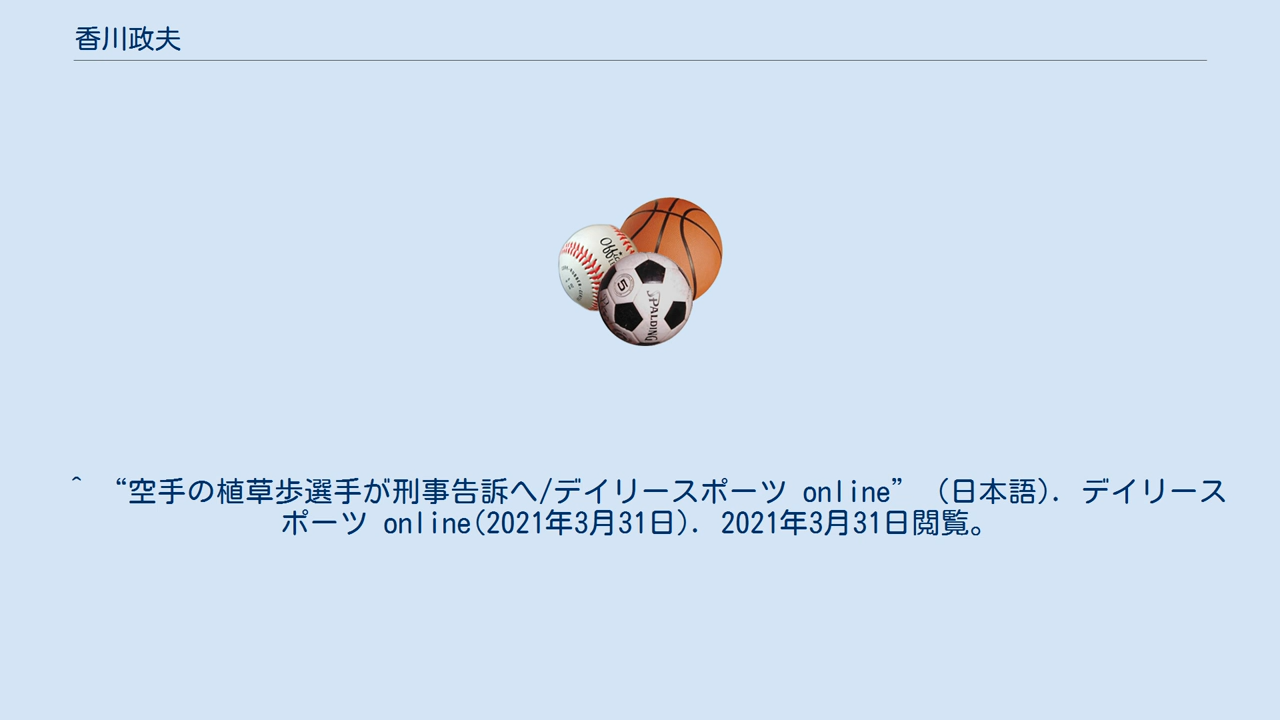 香川政夫
Offic
5
SPALDING
^ “空手の植草歩選手が刑事告訴へ/デイリースポーツ online” (日本語). デイリース
ポーツ online(2021年3月31日). 2021年3月31日閲覧。